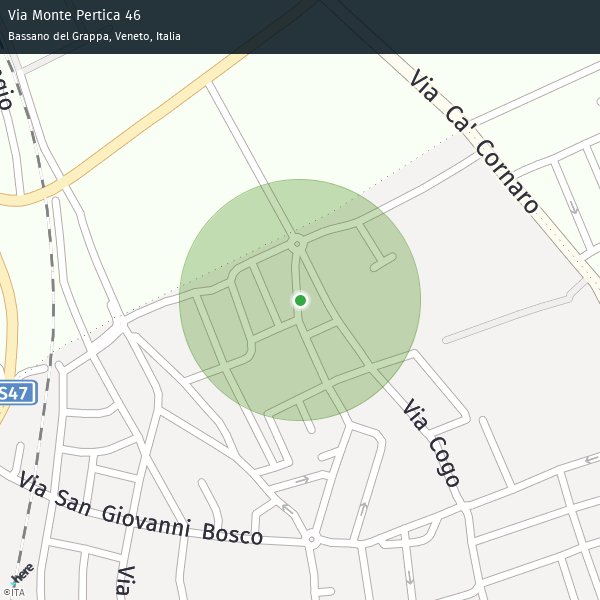 Via Monte Pertica 46
Bassano del Grappa, Veneto, Italia
Via Ca' Cornaro
SS47
Via Cogo
Via San Giovanni Bosco
Via
here
©ITA